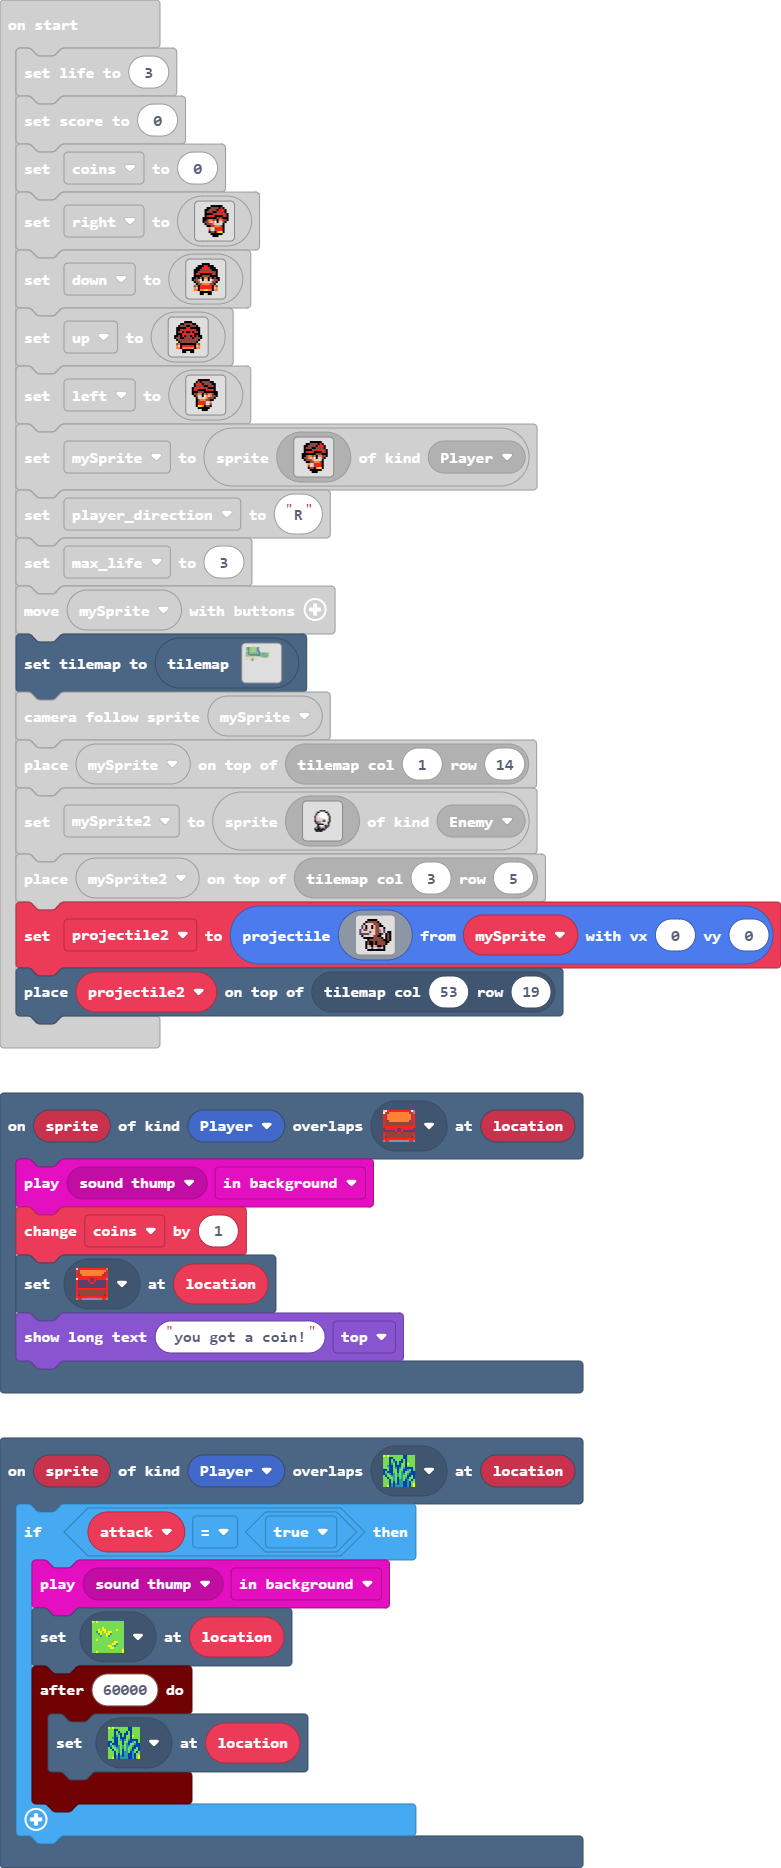 on start
set life to 3
set score to 0
set coins to 0
set right to
set down to
set up to
set left to
set mySprite to sprite of kind Player
set player_direction to "R"
set max_life to 3
move mySprite with buttons
set tilemap to tilemap
camera follow sprite mySprite
place mySprite on top of tilemap col 1 row 14
set mySprite2 to sprite of kind Enemy
place mySprite2 on top of tilemap col 3 row 5
set projectile2 to projectile from mySprite with vx 0 vy 0
place projectile2 on top of tilemap col 53 row 19
on sprite of kind Player overlaps at location
play sound thump in background
change coins by 1
set at location
show long text "you got a coin!" top
on sprite of kind Player overlaps at location
if attack = true then
play sound thump in background
set at location
after 60000 do
set at location